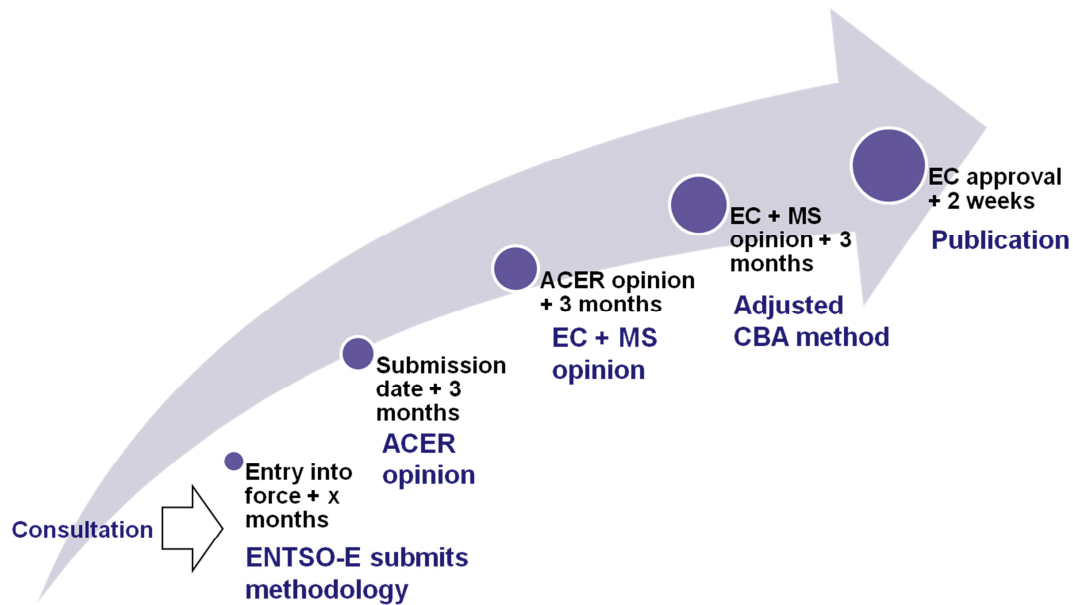 Consultation
Entry into
force + x
months
ENTSO-E submits
methodology
Submission
date + 3
months
ACER
opinion
ACER opinion
+ 3 months
EC + MS
opinion
EC + MS
opinion + 3
months
Adjusted
CBA method
EC approval
+ 2 weeks
Publication